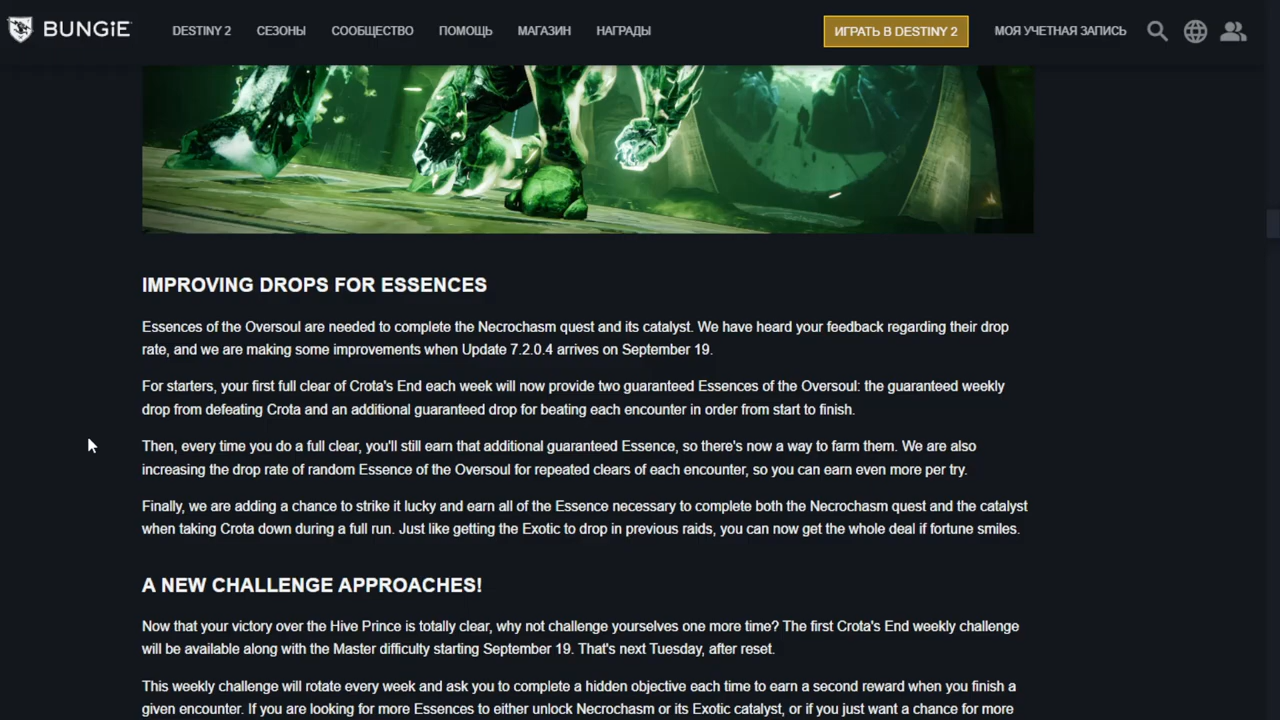 BUNGiE
DESTINY 2 СЕЗОНЫ СООБЩЕСТВО ПОМОЩЬ МАГАЗИН НАГРАДЫ ИГРАТЬ В DESTINY 2 МОЯ УЧЕТНАЯ ЗАПИСЬ
IMPROVING DROPS FOR ESSENCES
Essences of the Oversoul are needed to complete the Necrochasm quest and its catalyst. We have heard your feedback regarding their drop
rate, and we are making some improvements when Update 7.2.0.4 arrives on September 19.
For starters, your first full clear of Crota's End each week will now provide two guaranteed Essences of the Oversoul: the guaranteed weekly
drop from defeating Crota and an additional guaranteed drop for beating each encounter in order from start to finish.
Then, every time you do a full clear, you'll still earn that additional guaranteed Essence, so there's now a way to farm them. We are also
increasing the drop rate of random Essence of the Oversoul for repeated clears of each encounter, so you can earn even more per try.
Finally, we are adding a chance to strike it lucky and earn all of the Essence necessary to complete both the Necrochasm quest and the catalyst
when taking Crota down during a full run. Just like getting the Exotic to drop in previous raids, you can now get the whole deal if fortune smiles.
A NEW CHALLENGE APPROACHES!
Now that your victory over the Hive Prince is totally clear, why not challenge yourselves one more time? The first Crota's End weekly challenge
will be available along with the Master difficulty starting September 19. That's next Tuesday, after reset.
This weekly challenge will rotate every week and ask you to complete a hidden objective each time to earn a second reward when you finish a
given encounter. If you are looking for more Essences to either unlock Necrochasm or its Exotic catalyst, or if you just want a chance for more